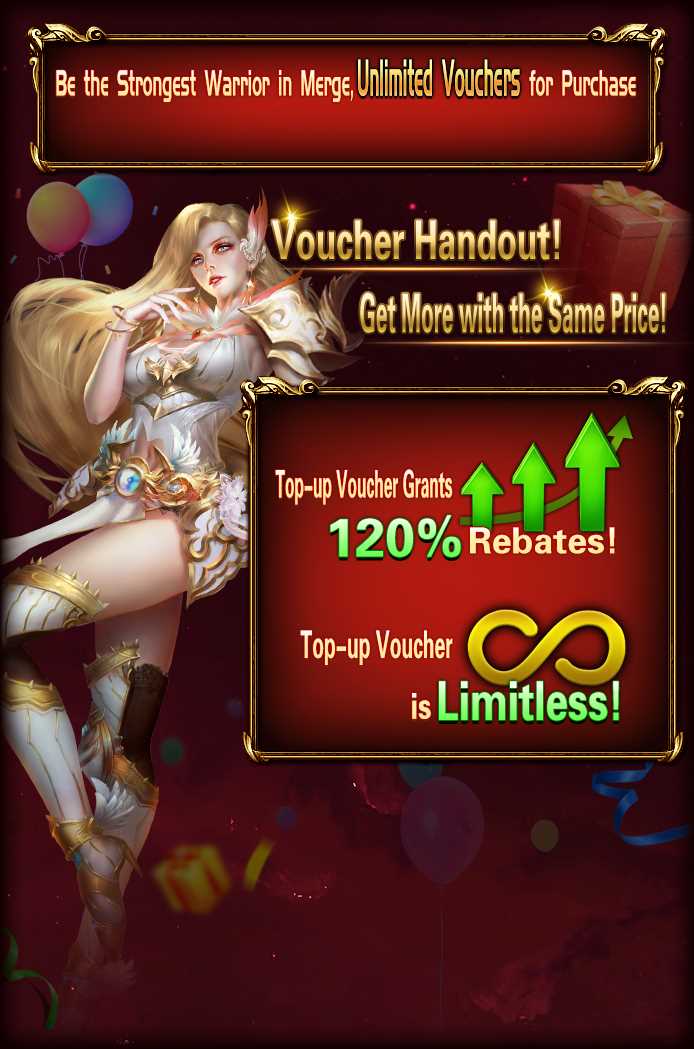 Be the Strongest Warrior in Merge, Unlimited Vouchers for Purchase
Voucher Handout!
Get More with the Same Price!
Top-up Voucher Grants
120% Rebates!
Top-up Voucher
is Limitless!